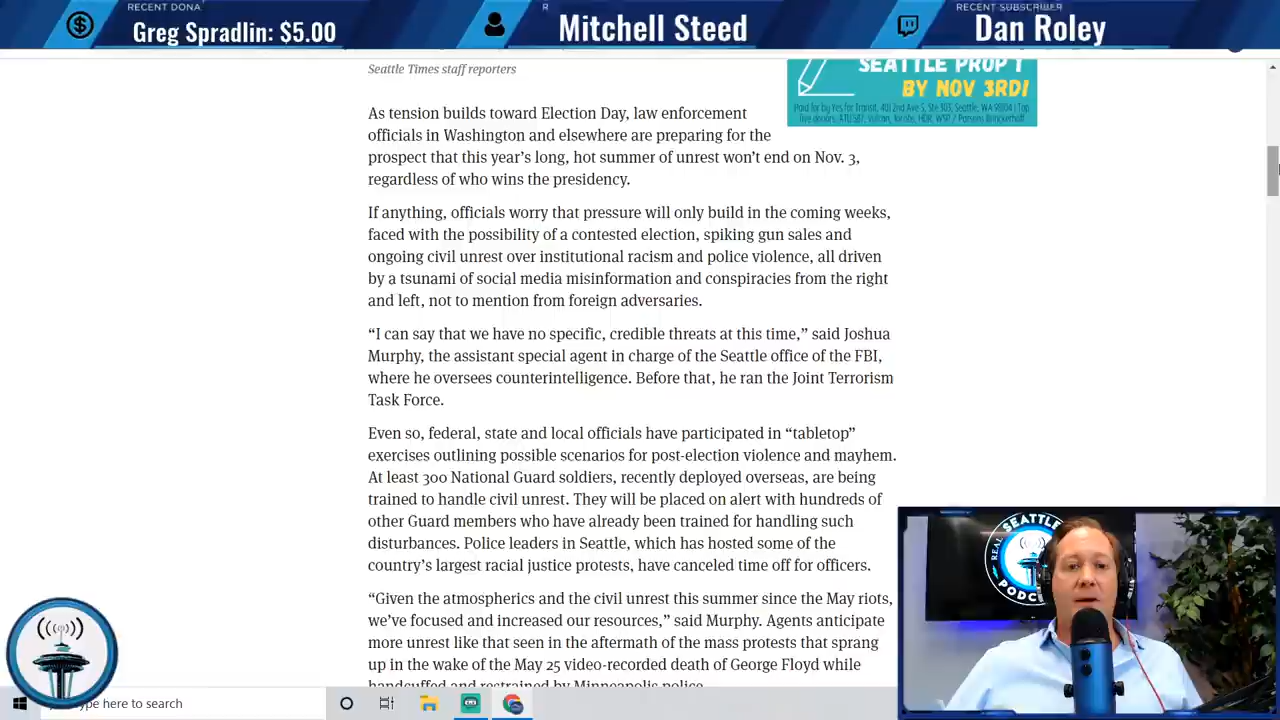 RECENT DONA
Greg Spradlin: $5.00
R
Mitchell Steed
RECENT SUBSCRIBER
Dan Roley
Seattle Times staff reporters
SEATTLE PROP 1
BY NOV 3RD!
As tension builds toward Election Day, law enforcement
officials in Washington and elsewhere are preparing for the
prospect that this year’s long, hot summer of unrest won’t end on Nov. 3,
regardless of who wins the presidency.
If anything, officials worry that pressure will only build in the coming weeks,
faced with the possibility of a contested election, spiking gun sales and
ongoing civil unrest over institutional racism and police violence, all driven
by a tsunami of social media misinformation and conspiracies from the right
and left, not to mention from foreign adversaries.
“I can say that we have no specific, credible threats at this time,” said Joshua
Murphy, the assistant special agent in charge of the Seattle office of the FBI,
where he oversees counterintelligence. Before that, he ran the Joint Terrorism
Task Force.
Even so, federal, state and local officials have participated in “tabletop”
exercises outlining possible scenarios for post-election violence and mayhem.
At least 300 National Guard soldiers, recently deployed overseas, are being
trained to handle civil unrest. They will be placed on alert with hundreds of
other Guard members who have already been trained for handling such
disturbances. Police leaders in Seattle, which has hosted some of the
country’s largest racial justice protests, have canceled time off for officers.
“Given the atmospherics and the civil unrest this summer since the May riots,
we’ve focused and increased our resources,” said Murphy. Agents anticipate
more unrest like that seen in the aftermath of the mass protests that sprang
up in the wake of the May 25 video-recorded death of George Floyd while
handcuffed and restrained by Minneapolis police.
REAL SEATTLE
PODC
ype here to search